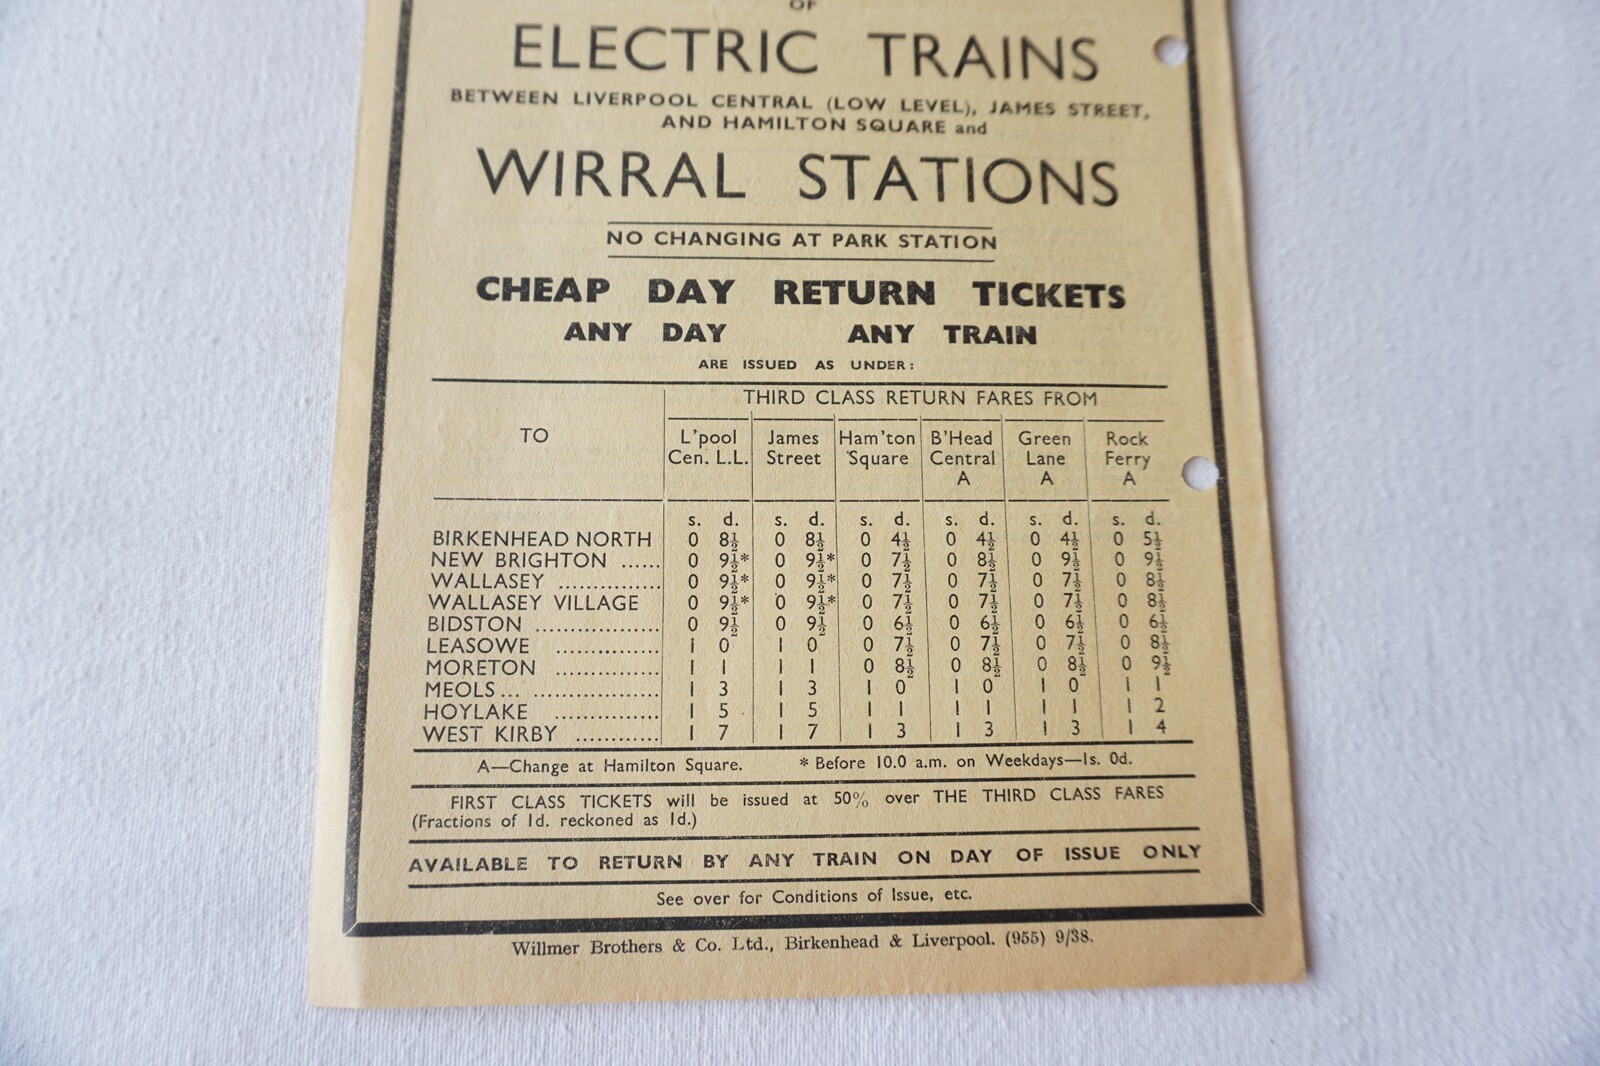 OF
ELECTRIC TRAINS
BETWEEN LIVERPOOL CENTRAL (LOW LEVEL), JAMES STREET,
AND HAMILTON SQUARE and
WIRRAL STATIONS
NO CHANGING AT PARK STATION
CHEAP DAY RETURN TICKETS
ANY DAY ANY TRAIN
ARE ISSUED AS UNDER:
THIRD CLASS RETURN FARES FROM
TO
L'pool James Ham'ton B'Head Green Rock
Cen. L.L. Street Square Central Lane Ferry
A A A
s. d. s. d. s. d. s. d. s. d. s. d.
BIRKENHEAD NORTH 0 8½ 0 8½ 0 4½ 0 4½ 0 4½ 0 5½
NEW BRIGHTON ...... 0 9½* 0 9½* 0 7½ 0 8½ 0 9½ 0 9½
WALLASEY ............... 0 9½* 0 9½* 0 7½ 0 7½ 0 7½ 0 8½
WALLASEY VILLAGE 0 9½* 0 9½* 0 7½ 0 7½ 0 7½ 0 8½
BIDSTON .................. 0 9½ 0 9½ 0 6½ 0 6½ 0 6½ 0 6½
LEASOWE ............... 1 0 1 0 0 7½ 0 7½ 0 7½ 0 8½
MORETON ............... 1 1 1 1 0 8½ 0 8½ 0 8½ 0 9½
MEOLS... .................. 1 3 1 3 1 0 1 0 1 0 1 1
HOYLAKE ............... 1 5 1 5 1 1 1 1 1 1 1 2
WEST KIRBY ............ 1 7 1 7 1 3 1 3 1 3 1 4
A—Change at Hamilton Square. * Before 10.0 a.m. on Weekdays—1s. 0d.
FIRST CLASS TICKETS will be issued at 50% over THE THIRD CLASS FARES
(Fractions of 1d. reckoned as 1d.)
AVAILABLE TO RETURN BY ANY TRAIN ON DAY OF ISSUE ONLY
See over for Conditions of Issue, etc.
Willmer Brothers & Co. Ltd., Birkenhead & Liverpool. (955) 9/38.